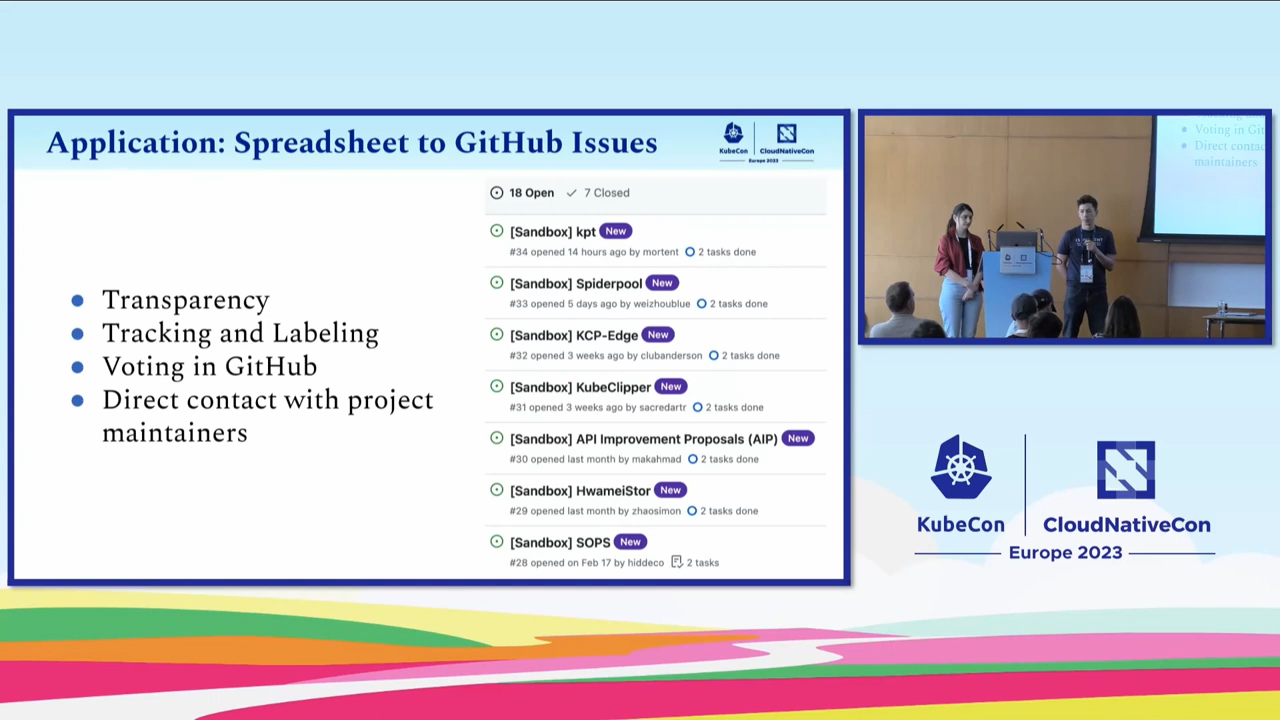 Application: Spreadsheet to GitHub Issues
KubeCon
CloudNativeCon
Europe 2023
Transparency
Tracking and Labeling
Voting in GitHub
Direct contact with project
maintainers
18 Open 7 Closed
[Sandbox] kpt New
#34 opened 14 hours ago by mortent 2 tasks done
[Sandbox] Spiderpool New
#33 opened 5 days ago by weizhoublue 2 tasks done
[Sandbox] KCP-Edge New
#32 opened 3 weeks ago by clubanderson 2 tasks done
[Sandbox] KubeClipper New
#31 opened 3 weeks ago by sacredartr 2 tasks done
[Sandbox] API Improvement Proposals (AIP) New
#30 opened last month by makahmad 2 tasks done
[Sandbox] HwameiStor New
#29 opened last month by zhaosimon 2 tasks done
[Sandbox] SOPS New
#28 opened on Feb 17 by hiddeco 2 tasks
Voting in Git
Direct contac
maintainers
KubeCon
CloudNativeCon
Europe 2023